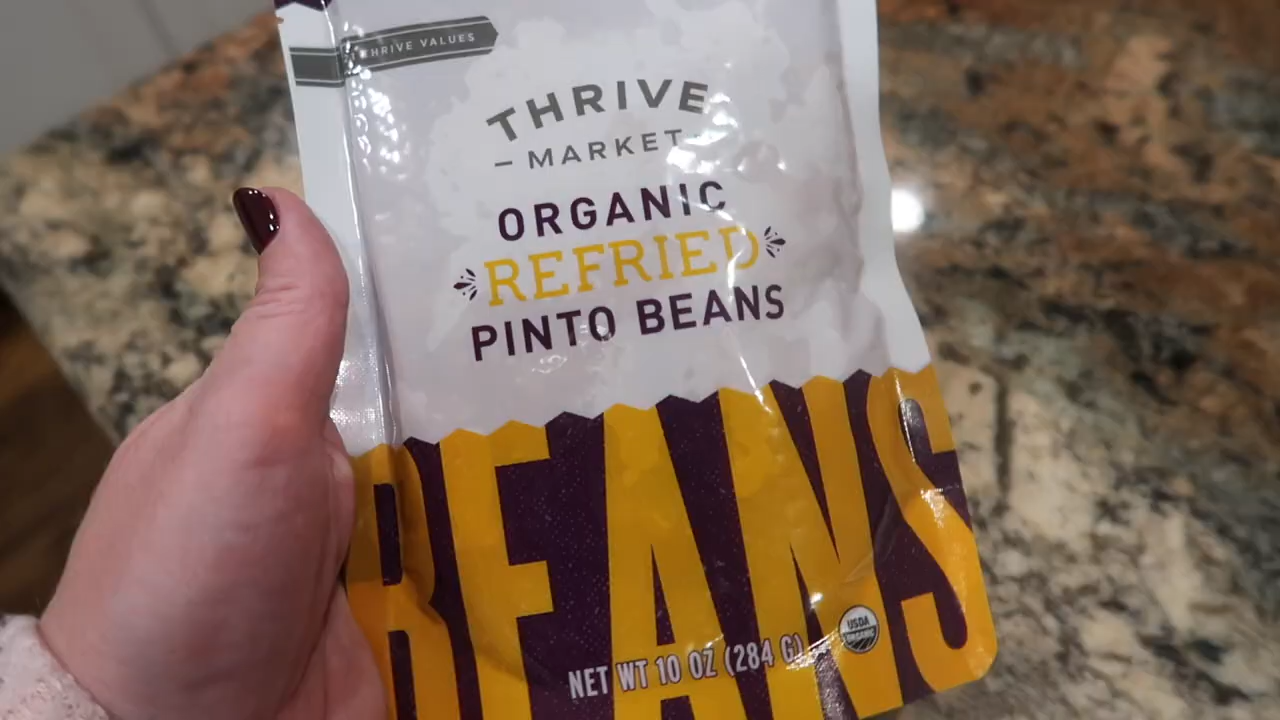 THRIVE VALUES
THRIVE
MARKET
ORGANIC
REFRIED
PINTO BEANS
BEANS
NET WT 10 OZ (284 G)
USDA
ORGANIC